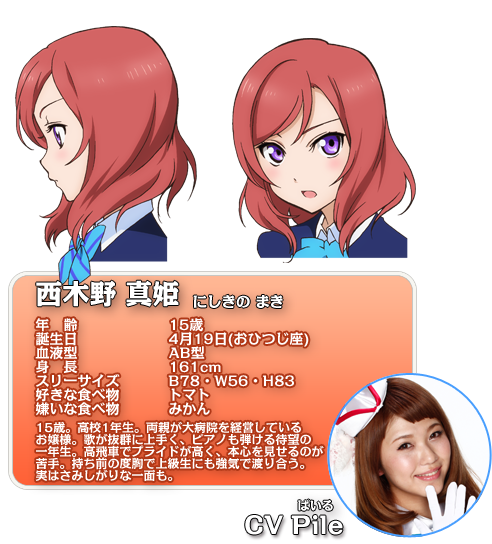 西木野 真姫 にしきの まき
年　齢 15歳
誕生日 4月19日(おひつじ座)
血液型 AB型
身　長 161cm
スリーサイズ B78・W56・H83
好きな食べ物 トマト
嫌いな食べ物 みかん
15歳。高校1年生。両親が大病院を経営している
お嬢様。歌が抜群に上手く、ピアノも弾ける待望の
一年生。高飛車でプライドが高く、本心を見せるのが
苦手。持ち前の度胸で上級生にも強気で渡り合う。
実はさみしがりな一面も。
ぱいる
CV Pile